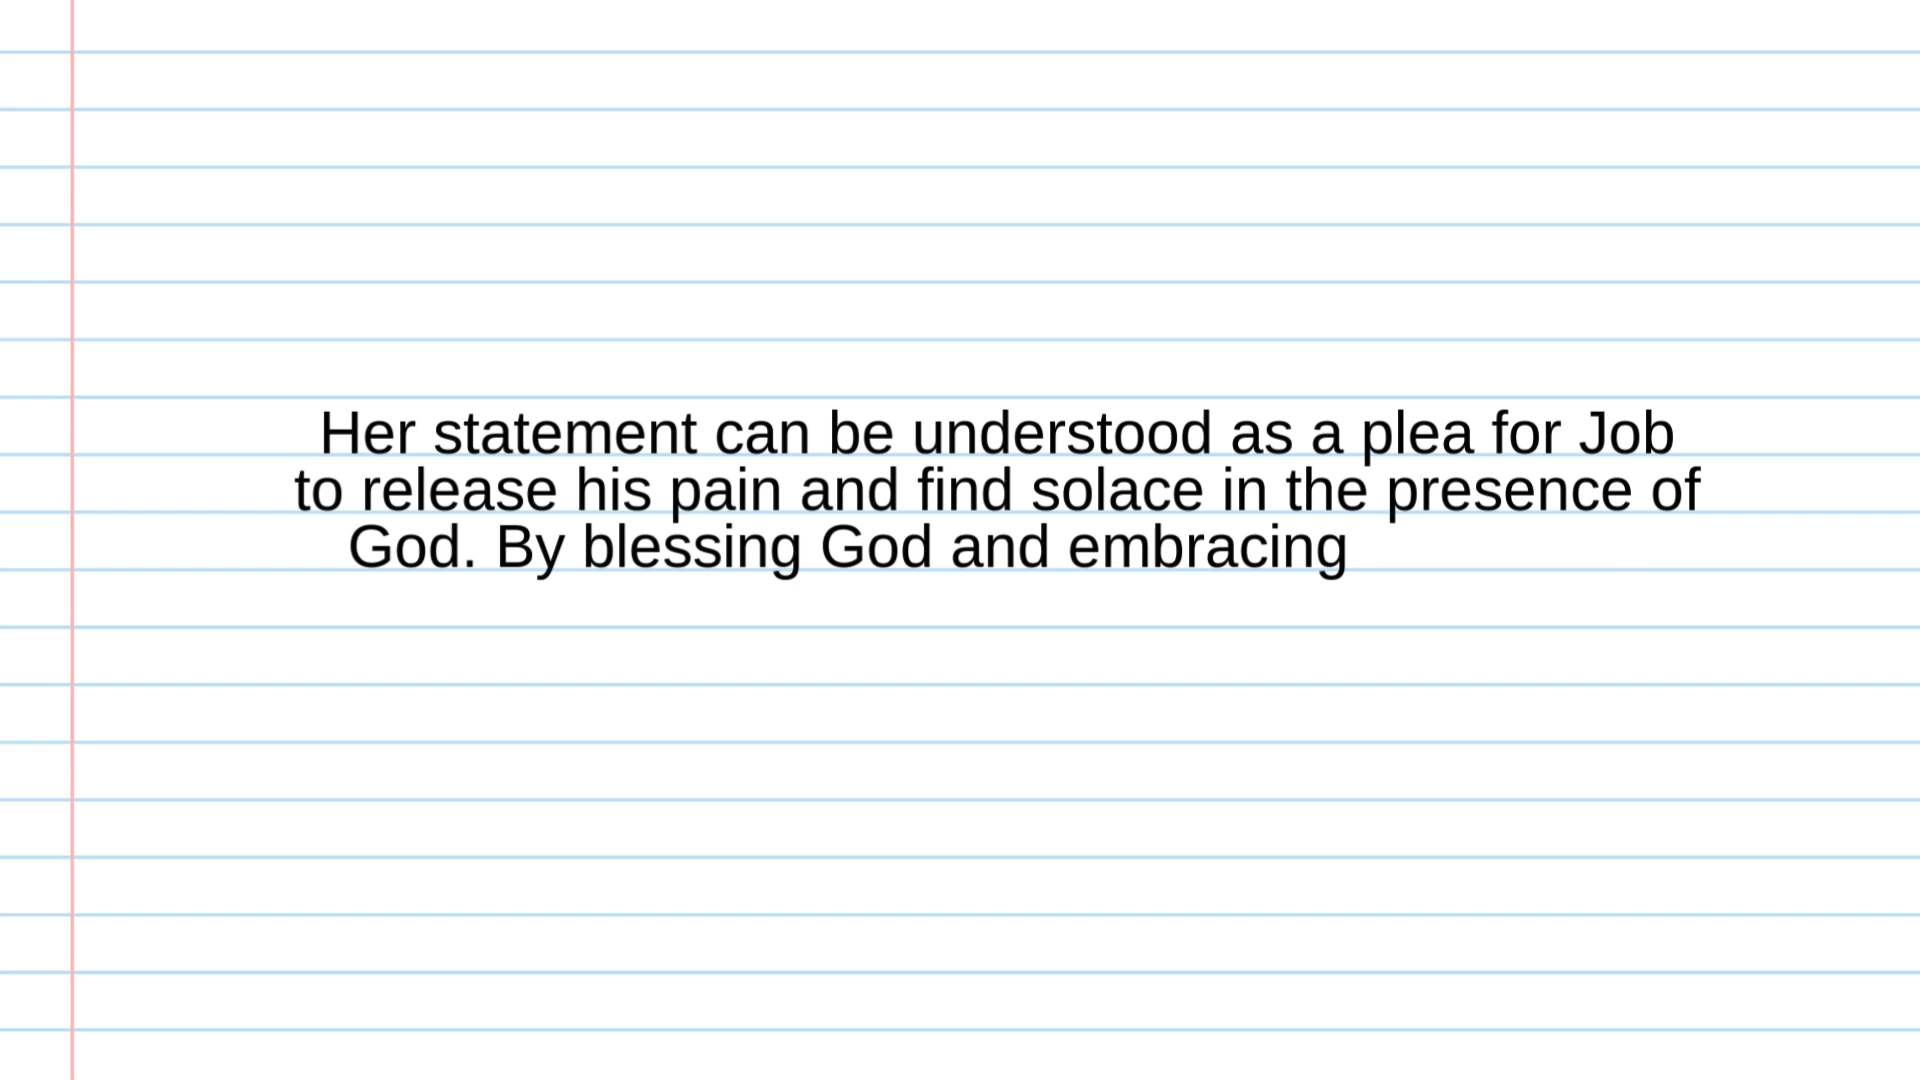 Her statement can be understood as a plea for Job
to release his pain and find solace in the presence of
God. By blessing God and embracing